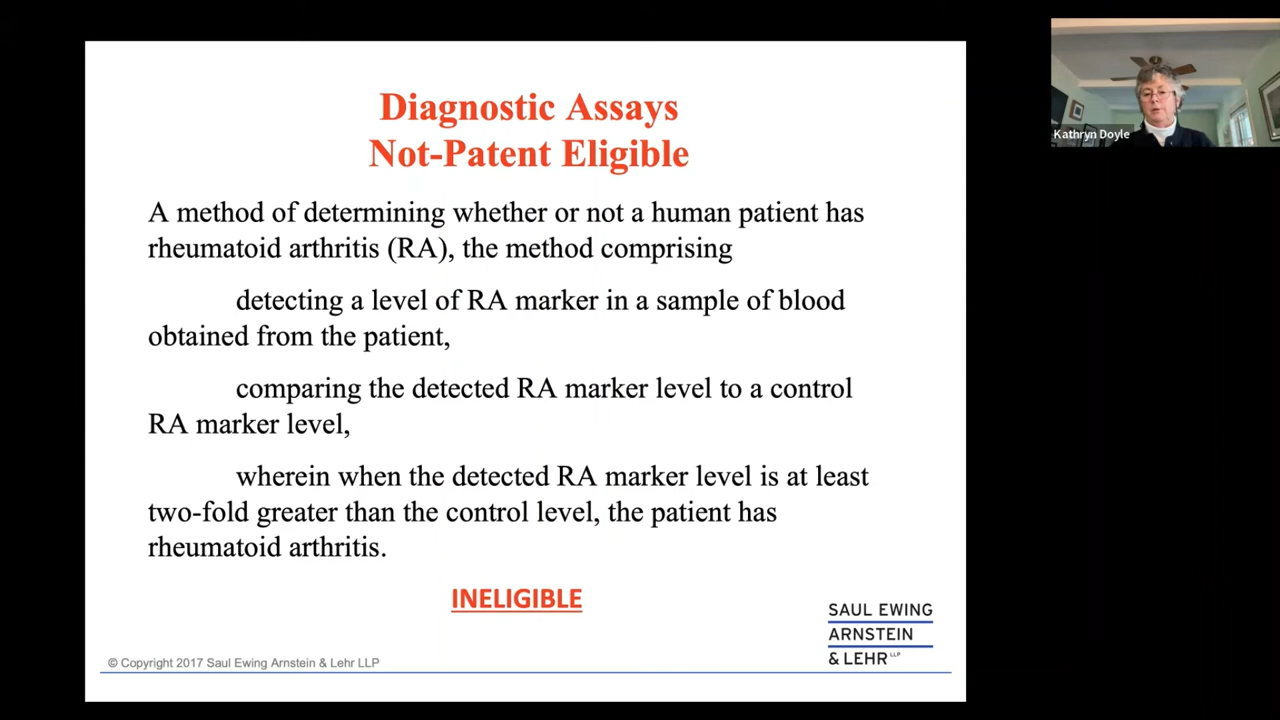 Diagnostic Assays
Not-Patent Eligible
A method of determining whether or not a human patient has
rheumatoid arthritis (RA), the method comprising
detecting a level of RA marker in a sample of blood
obtained from the patient,
comparing the detected RA marker level to a control
RA marker level,
wherein when the detected RA marker level is at least
two-fold greater than the control level, the patient has
rheumatoid arthritis.
INELIGIBLE
SAUL EWING
ARNSTEIN
& LEHR LLP
© Copyright 2017 Saul Ewing Arnstein & Lehr LLP
Kathryn Doyle